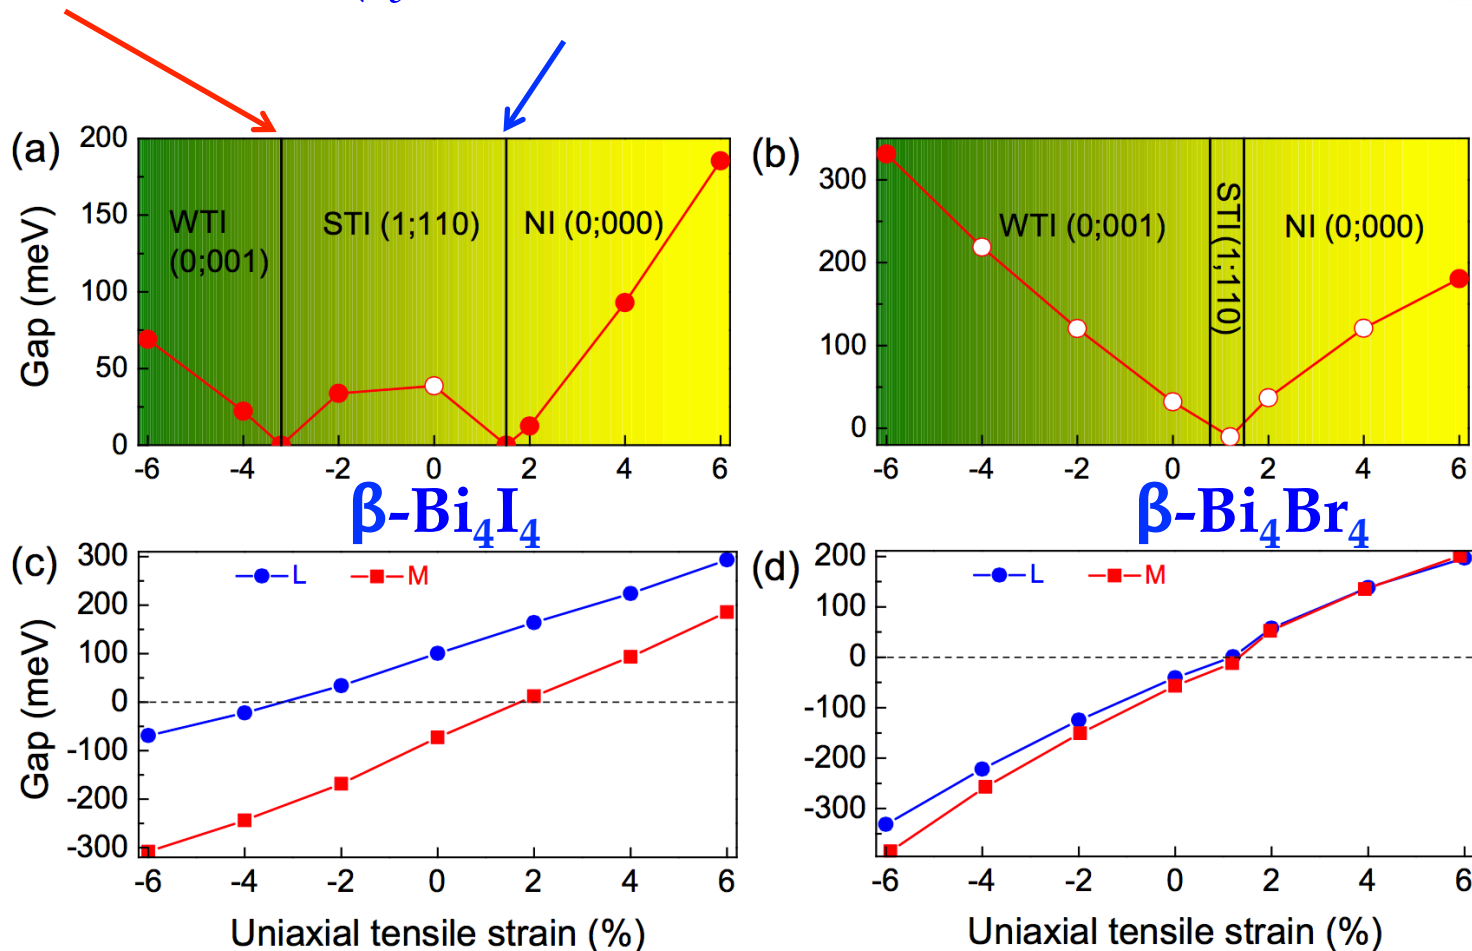 (a)
200
150
100
50
0
Gap (meV)
WTI
(0;001)
STI (1;110)
NI (0;000)
-6 -4 -2 0 2 4 6
β-Bi4I4
(b)
300
200
100
0
WTI (0;001)
STI (1;110)
NI (0;000)
-6 -4 -2 0 2 4 6
β-Bi4Br4
(c)
300
200
100
0
-100
-200
-300
Gap (meV)
L M
-6 -4 -2 0 2 4 6
Uniaxial tensile strain (%)
(d)
200
100
0
-100
-200
-300
L M
-6 -4 -2 0 2 4 6
Uniaxial tensile strain (%)